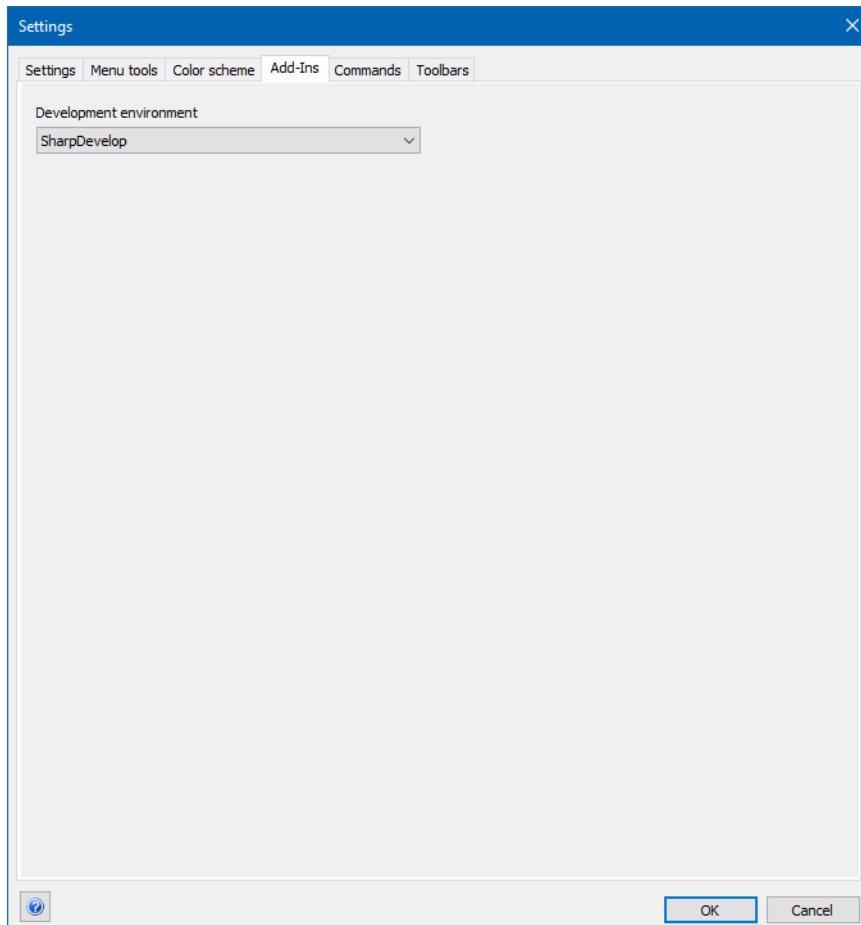 Settings
Settings Menu tools Color scheme Add-Ins Commands Toolbars
Development environment
SharpDevelop
OK Cancel